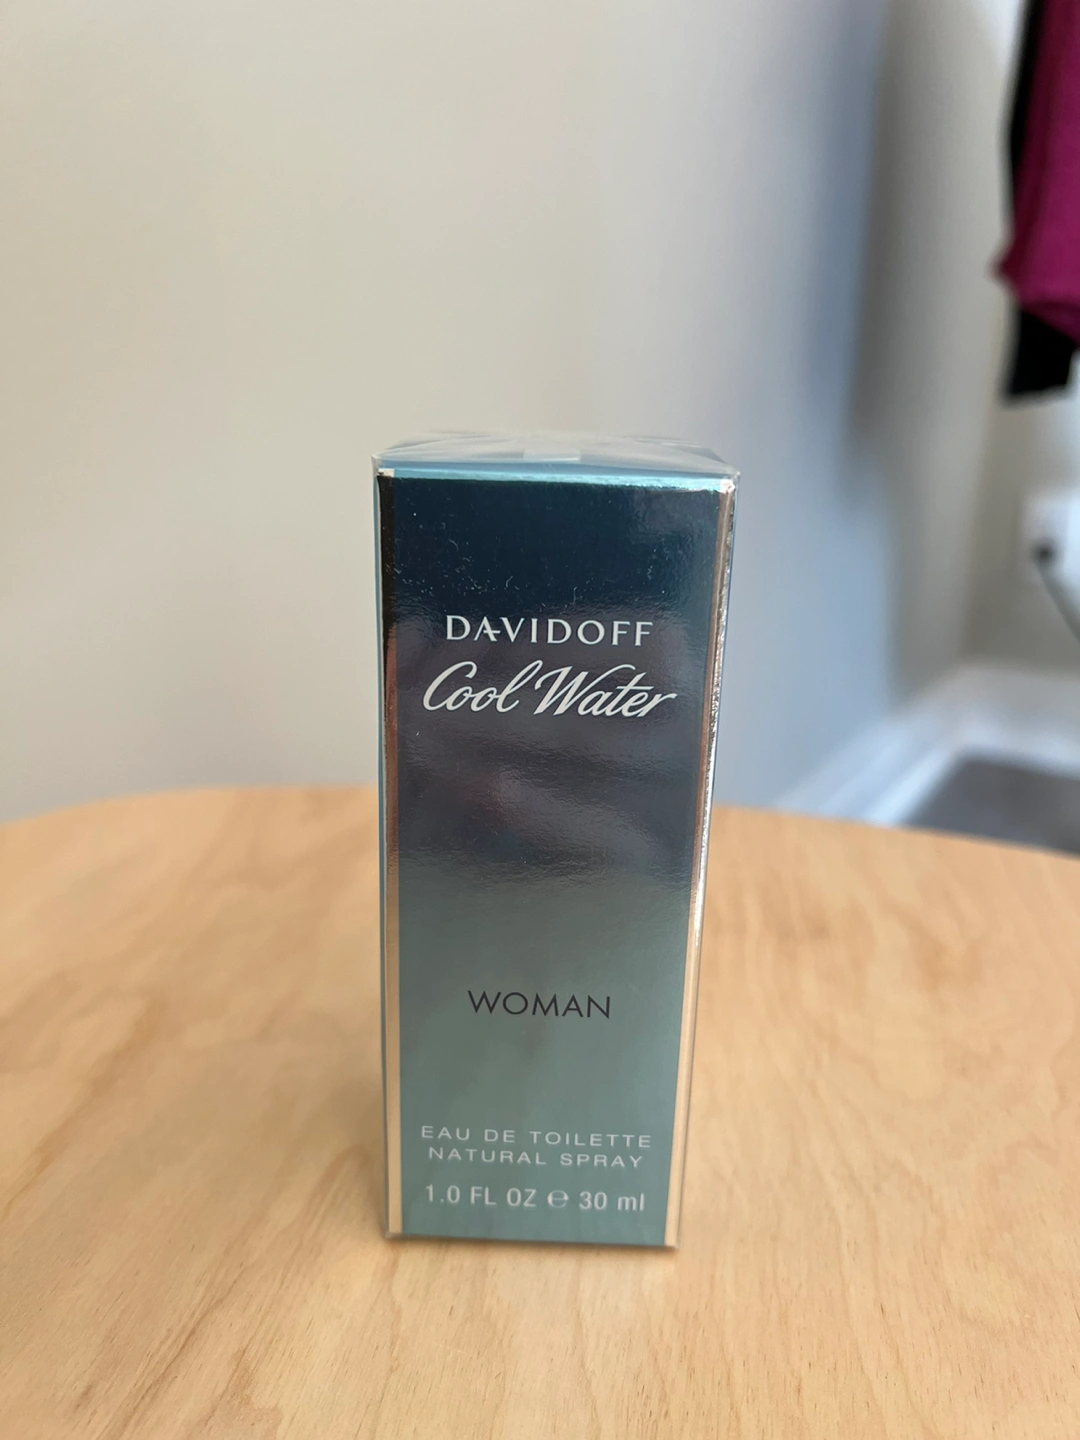 DAVIDOFF
Cool Water
WOMAN
EAU DE TOILETTE
NATURAL SPRAY
1.0 FL OZ ℮ 30 ml